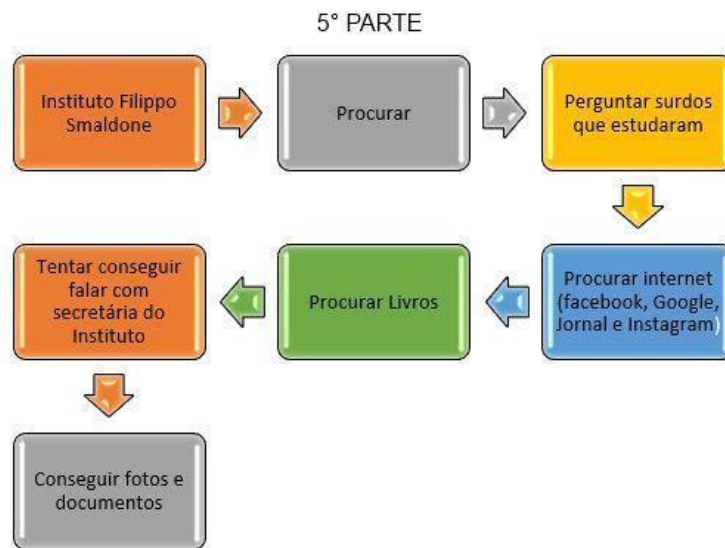 5° PARTE
Instituto Filippo
Smaldone
Procurar
Perguntar surdos
que estudaram
Procurar internet
(facebook, Google,
Jornal e Instagram)
Procurar Livros
Tentar conseguir
falar com
secretária do
Instituto
Conseguir fotos e
documentos